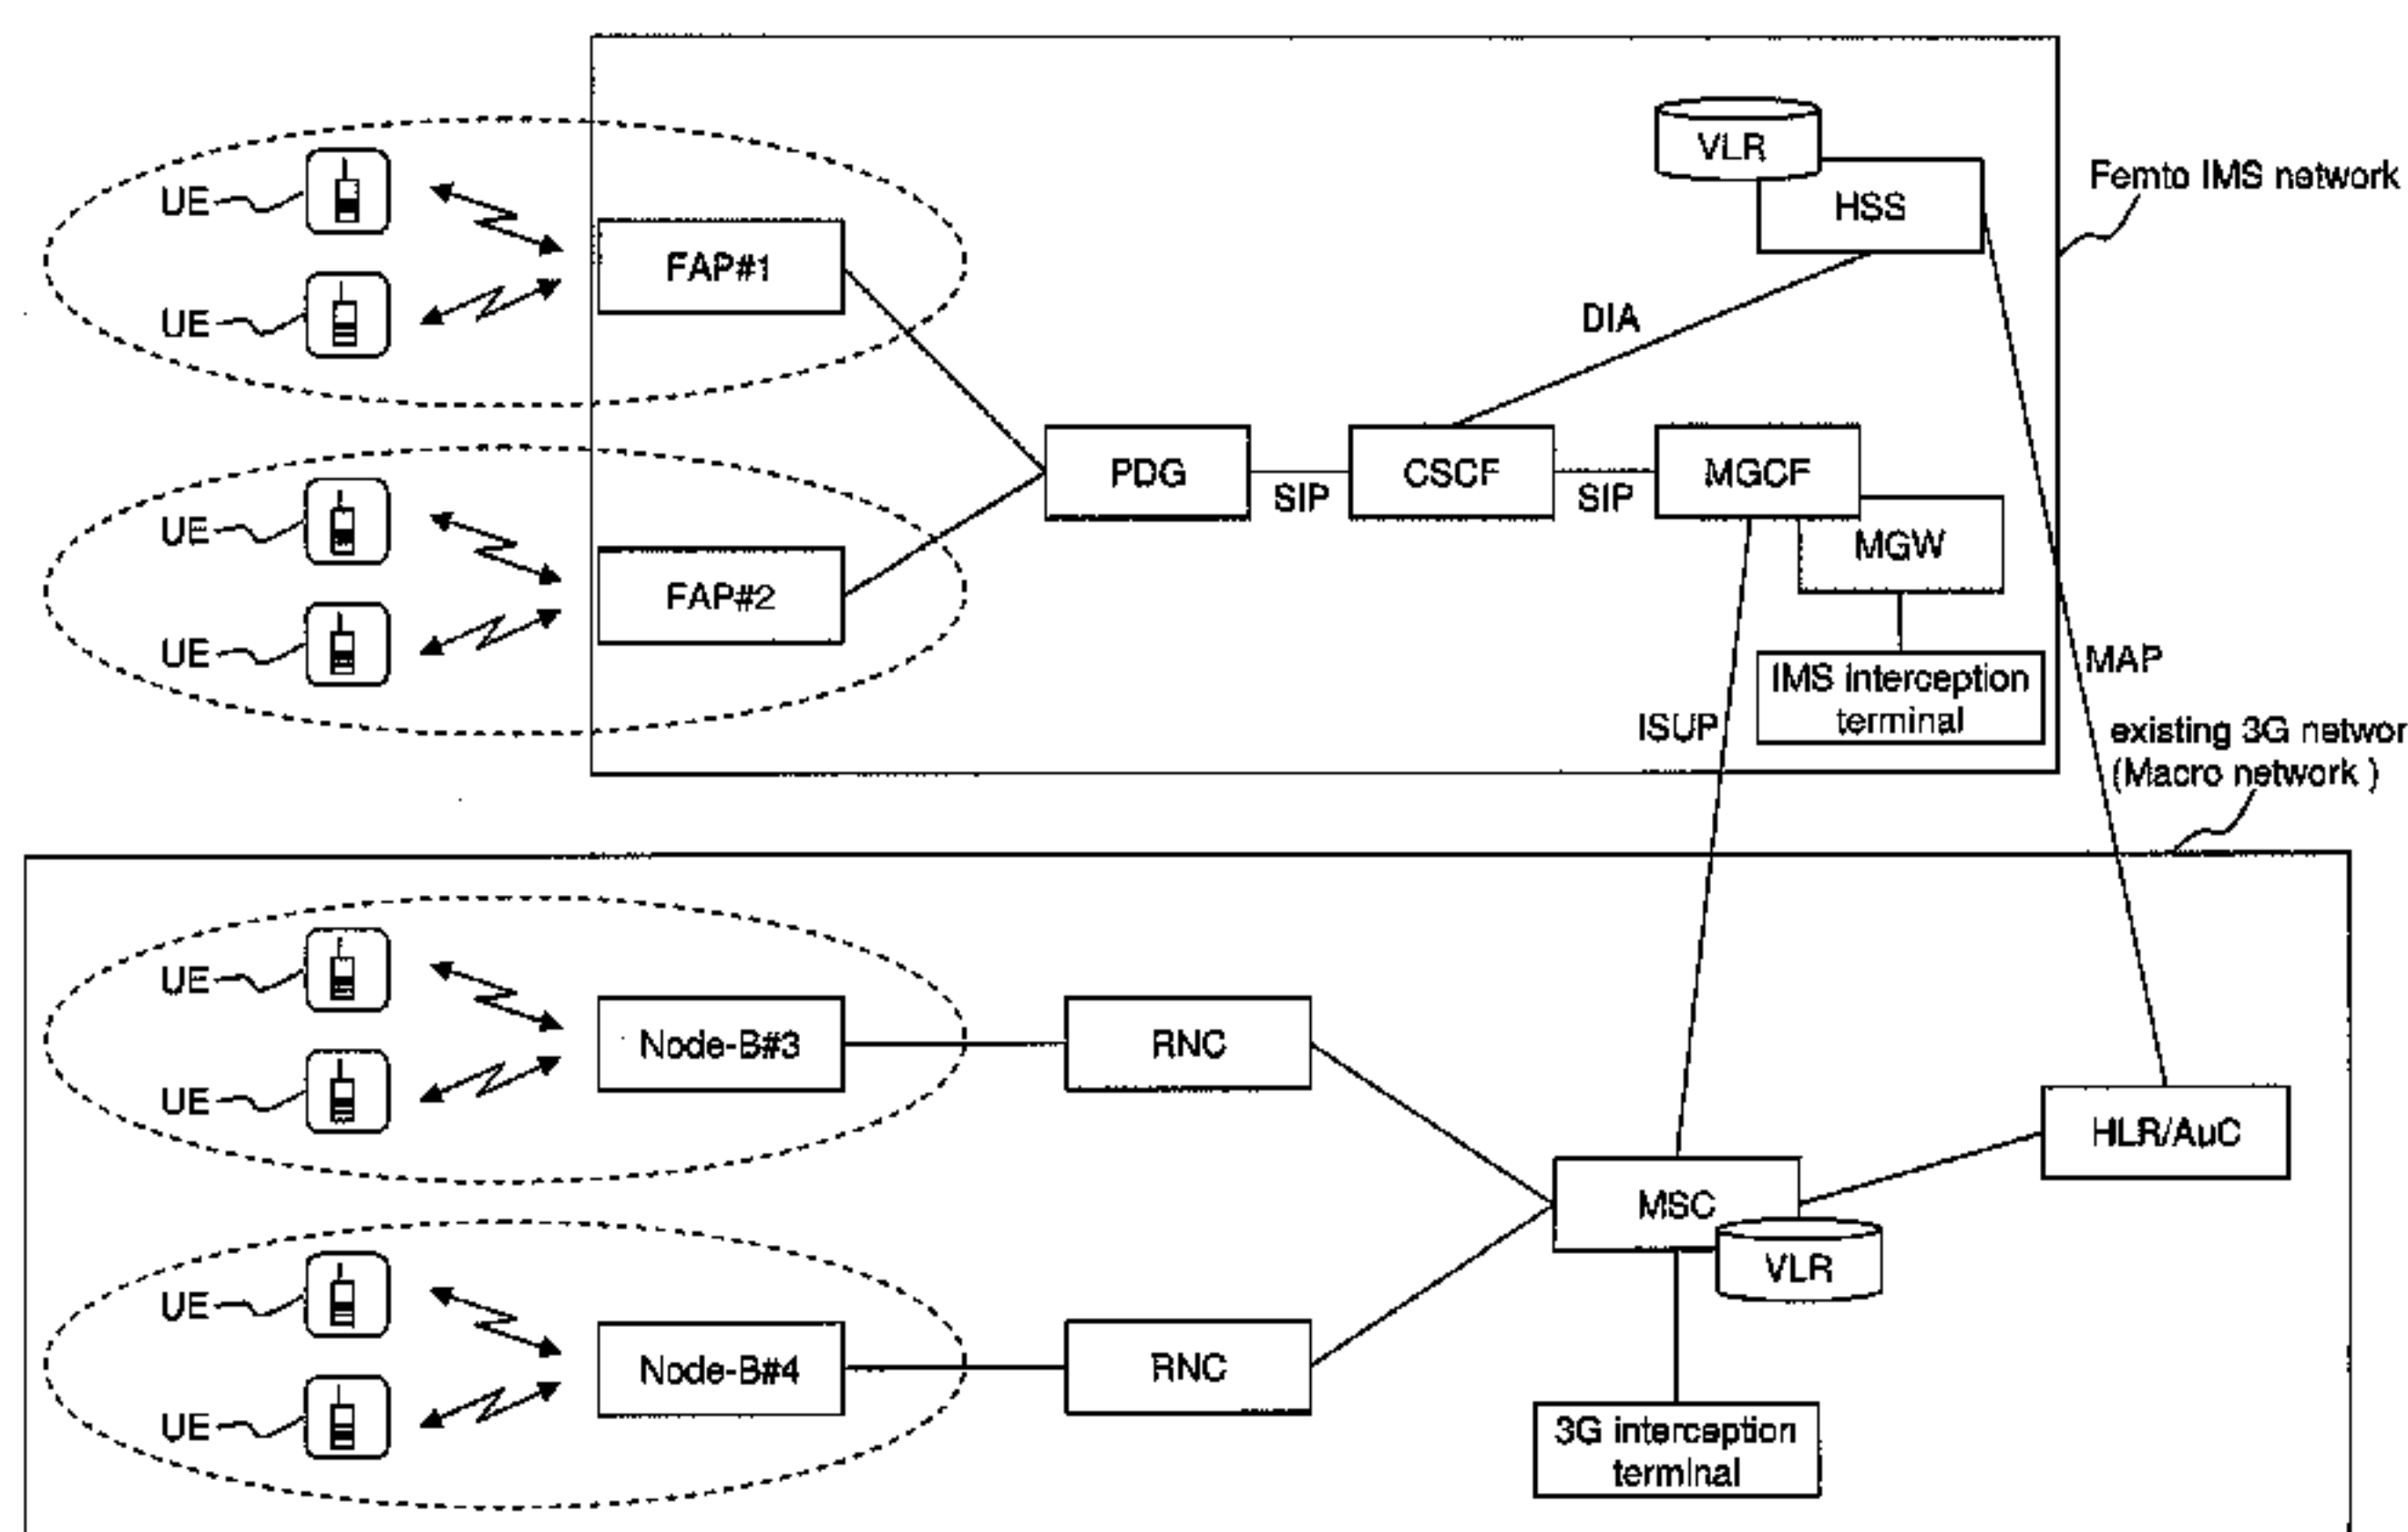 VLR
HSS
Femto IMS network
UE
UE
FAP#1
DIA
PDG
SIP
CSCF
SIP
MGCF
MGW
UE
UE
FAP#2
IMS interception
terminal
MAP
ISUP
existing 3G networ
(Macro network )
UE
UE
Node-B#3
RNC
HLR/AuC
MSC
VLR
UE
UE
Node-B#4
RNC
3G interception
terminal